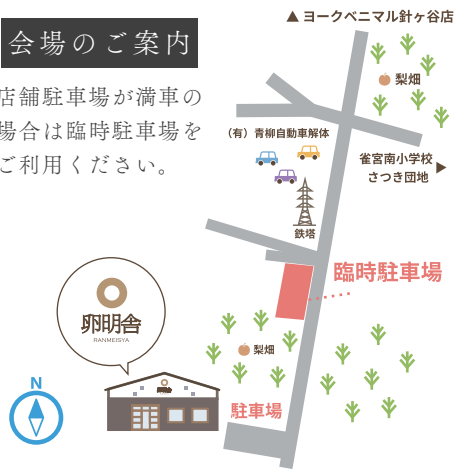 会場のご案内
店舗駐車場が満車の
場合は臨時駐車場を
ご利用ください。
▲ ヨークベニマル針ヶ谷店
梨畑
（有）青柳自動車解体
雀宮南小学校
さつき団地 ▶
鉄塔
臨時駐車場
卵明舎
RANMEISYA
梨畑
駐車場
N